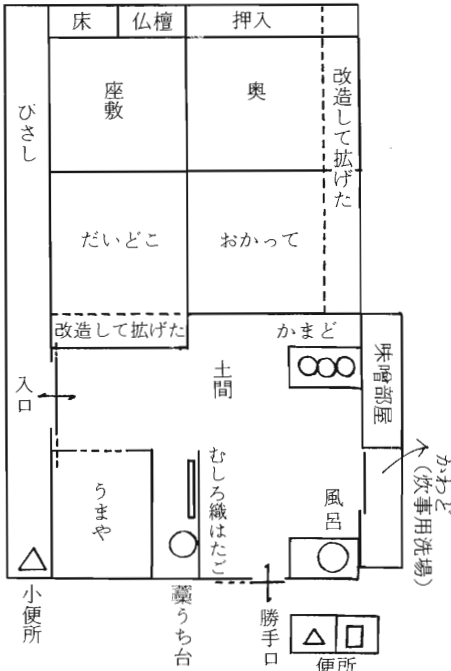 床
仏壇
押入
びさし
座敷
奥
改造して拡げた
だいどこ
おかって
改造して拡げた
かまど
味噌部屋
入口
土間
かわど
(炊事用洗場)
うまや
むしろ織はたご
風呂
小便所
藁うち台
勝手口
便所